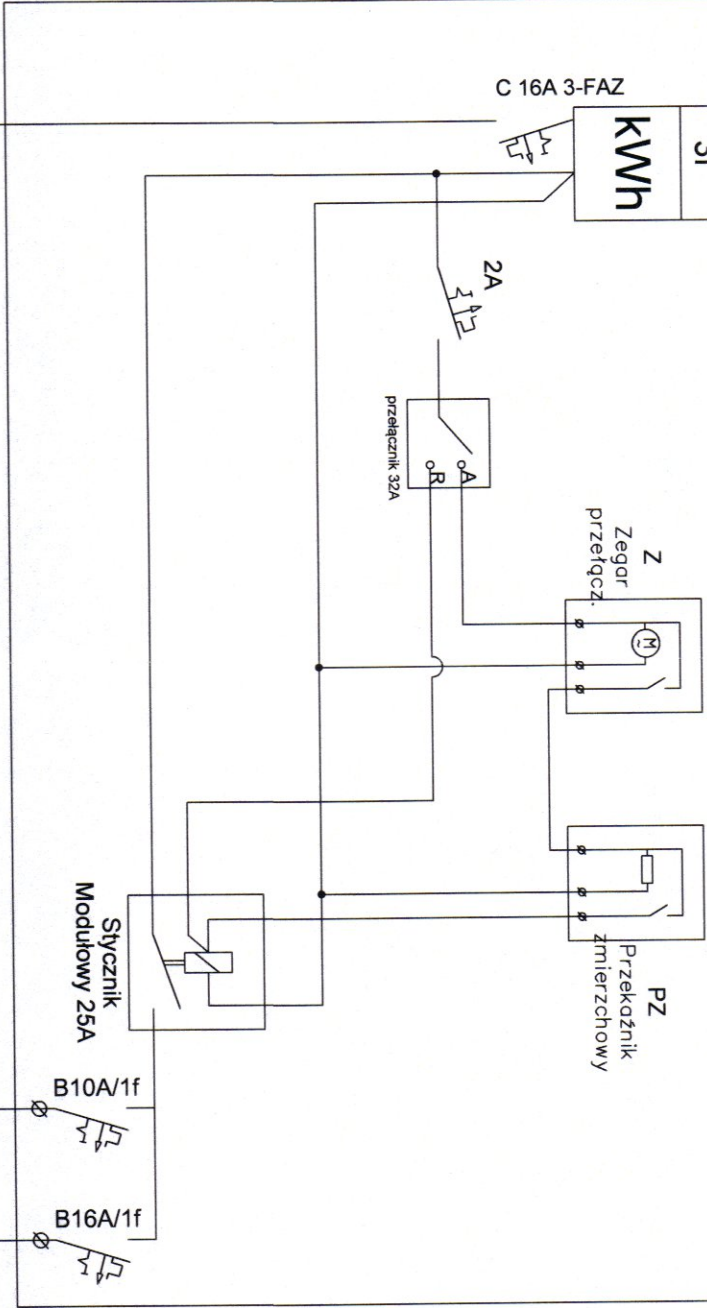 C 16A 3-FAZ
kWh
2A
przełącznik 32A
A
R
Z
Zegar
przełącz.
M
~
PZ
Przekaźnik
zmierzchowy
Stycznik
Modułowy 25A
B10A/1f
B16A/1f